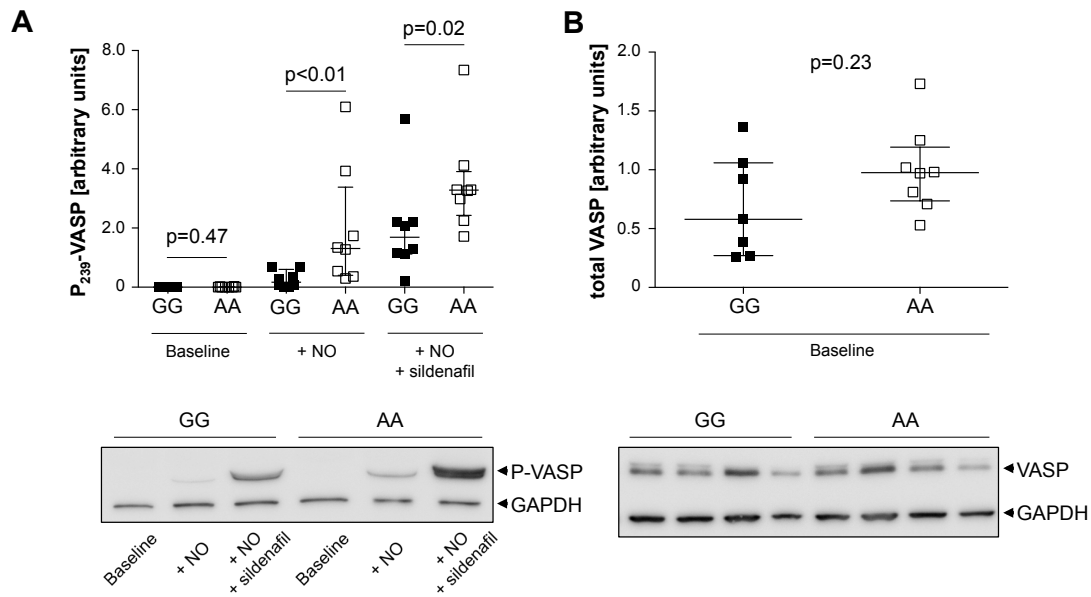 A
P239-VASP [arbitrary units]
8.0
6.0
4.0
2.0
0
p=0.47
p<0.01
p=0.02
GG AA GG AA GG AA
Baseline
+ NO
+ NO
+ sildenafil
GG AA
P-VASP
GAPDH
Baseline
+ NO
+ NO
+ sildenafil
Baseline
+ NO
+ NO
+ sildenafil
B
total VASP [arbitrary units]
2.0
1.5
1.0
0.5
0
p=0.23
GG AA
Baseline
GG AA
VASP
GAPDH